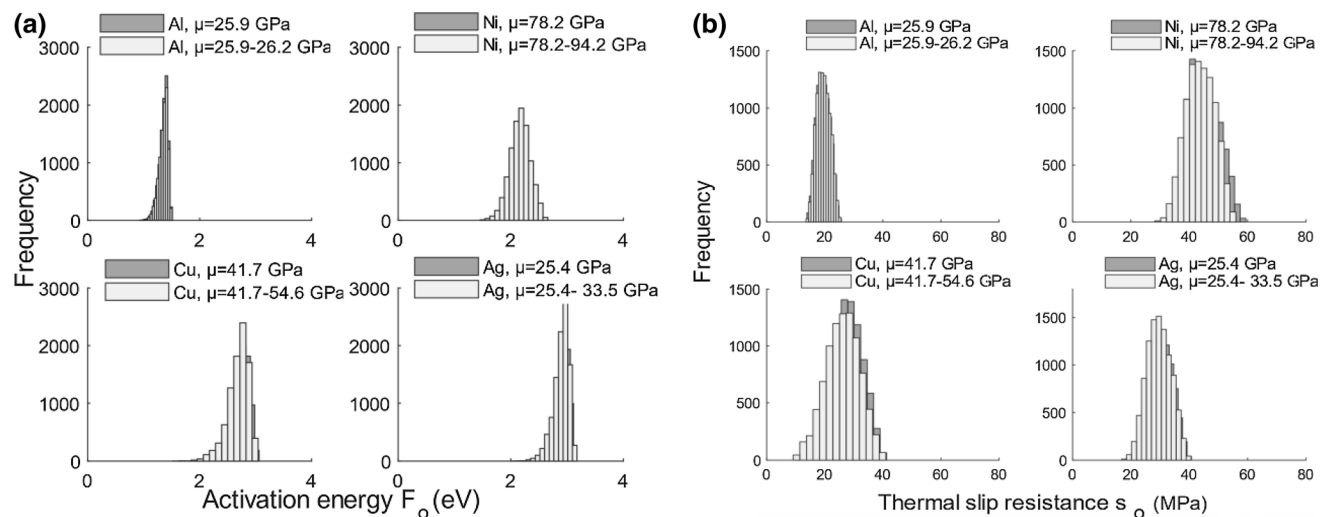 (a)
Al, μ=25.9 GPa
Al, μ=25.9-26.2 GPa
3000
2000
1000
0
0 2 4
Ni, μ=78.2 GPa
Ni, μ=78.2-94.2 GPa
3000
2000
1000
0
0 2 4
Cu, μ=41.7 GPa
Cu, μ=41.7-54.6 GPa
3000
2000
1000
0
0 2 4
Ag, μ=25.4 GPa
Ag, μ=25.4- 33.5 GPa
3000
2000
1000
0
0 2 4
Frequency
Activation energy F o (eV)
(b)
Al, μ=25.9 GPa
Al, μ=25.9-26.2 GPa
1500
1000
500
0
0 20 40 60 80
Ni, μ=78.2 GPa
Ni, μ=78.2-94.2 GPa
1500
1000
500
0
0 20 40 60 80
Cu, μ=41.7 GPa
Cu, μ=41.7-54.6 GPa
1500
1000
500
0
0 20 40 60 80
Ag, μ=25.4 GPa
Ag, μ=25.4- 33.5 GPa
1500
1000
500
0
0 20 40 60 80
Frequency
Thermal slip resistance s o (MPa)